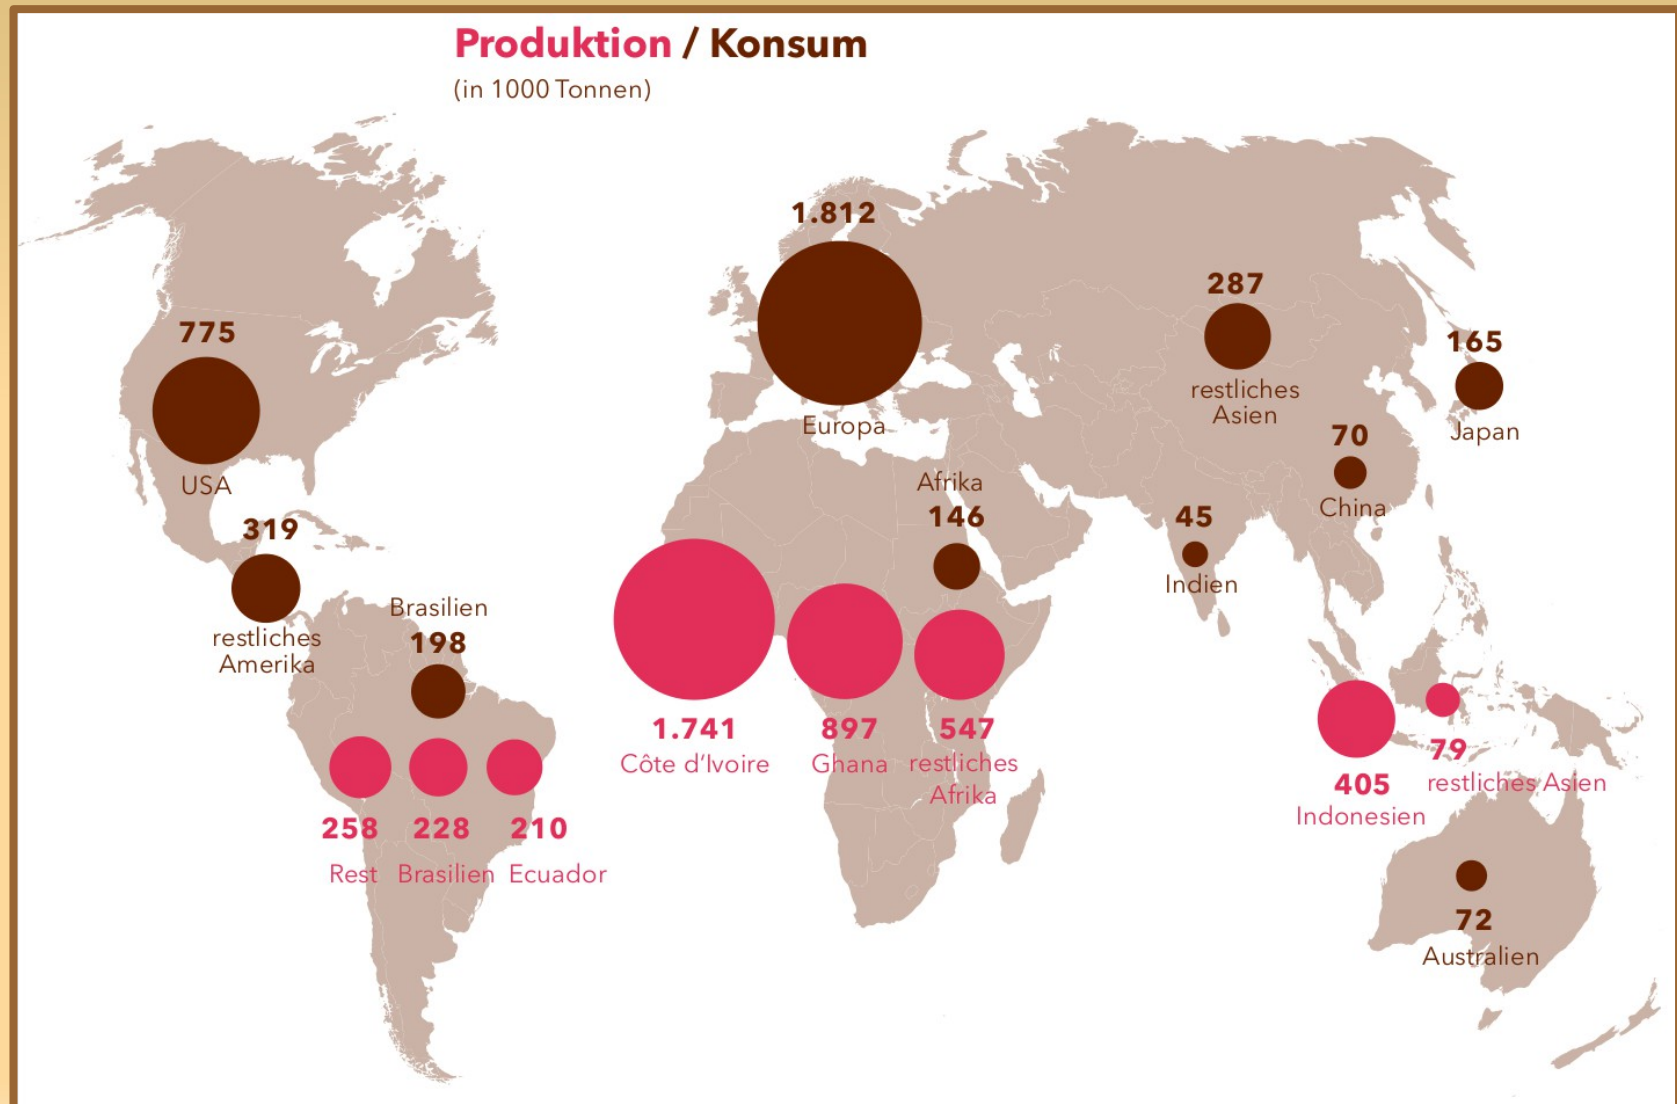 Produktion / Konsum
(in 1000 Tonnen)
1.812
287
775
165
restliches
Asien
Europa
Japan
70
Afrika
USA
China
146
45
319
Indien
Brasilien
restliches
Amerika
198
1.741
897
547
Côte d'Ivoire
Ghana
restliches
Afrika
79
restliches Asien
405
Indonesien
258
228
210
Rest
Brasilien
Ecuador
72
Australien